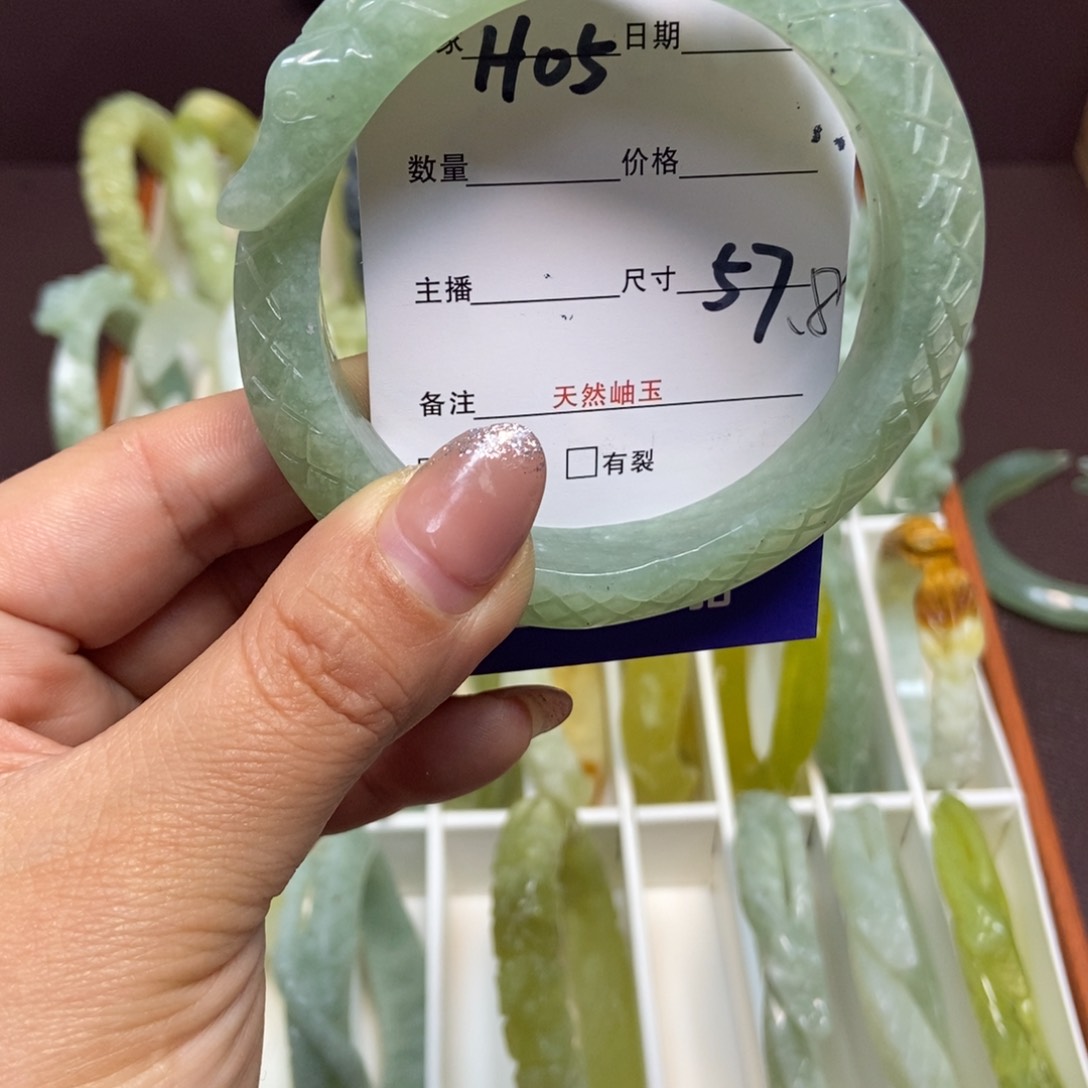 家 H05 日期
数量 价格
主播 尺寸 57.8
备注 天然岫玉
□有裂